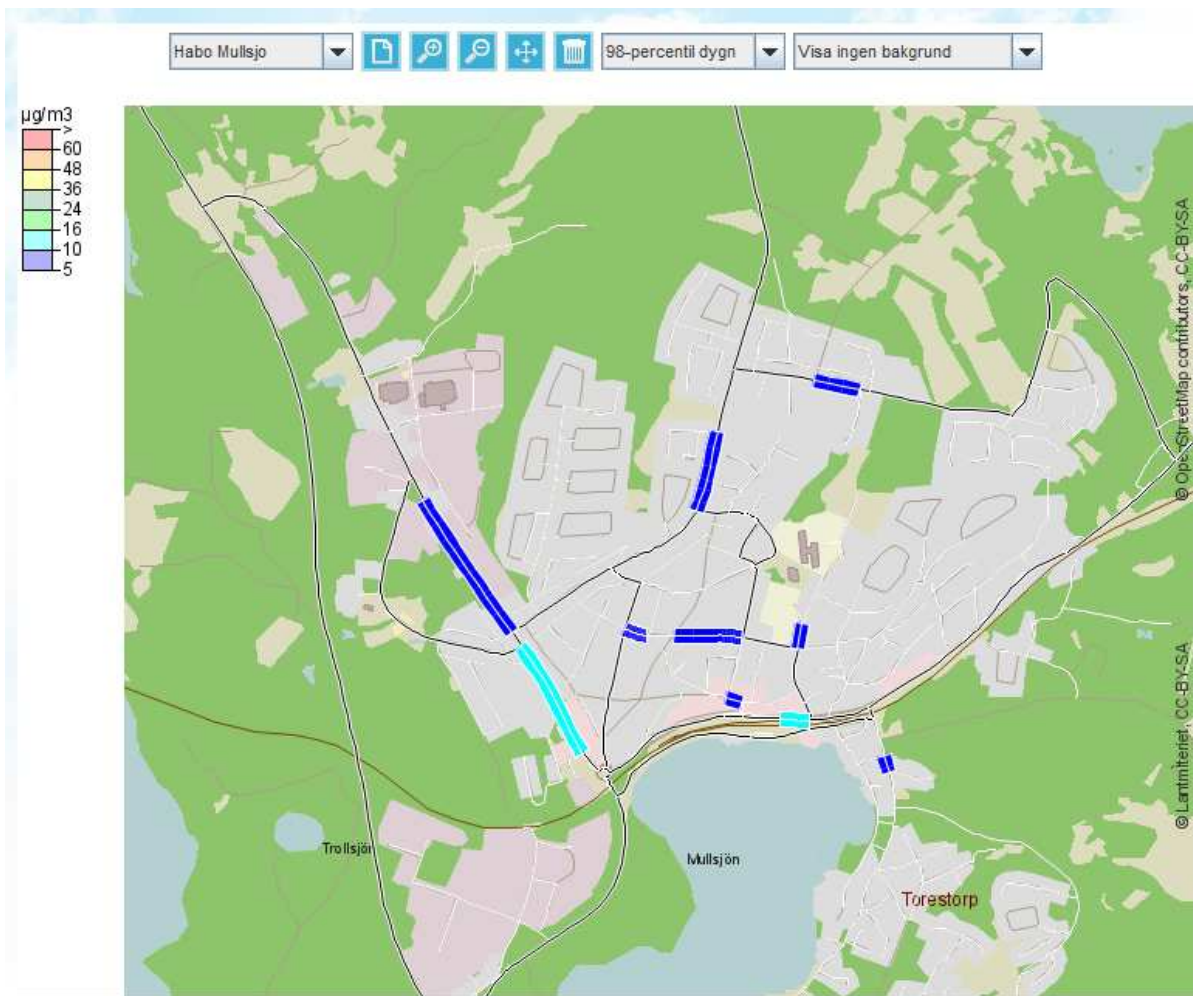 Habo Mullsjo
98-percentil dygn
Visa ingen bakgrund
µg/m3
>
60
48
36
24
16
10
5
© OpenStreetMap contributors, CC-BY-SA
© Lantmäteriet, CC-BY-SA
Trollsjön
Mullsjön
Torestorp